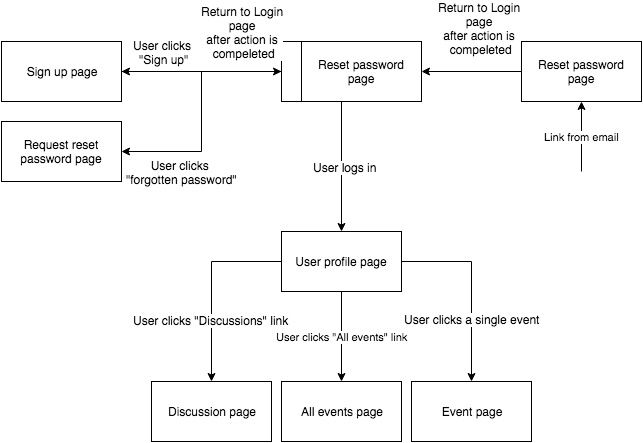 Return to Login
page
after action is
compeleted
Return to Login
page
after action is
compeleted
User clicks
"Sign up"
Sign up page
Reset password
page
Reset password
page
Link from email
Request reset
password page
User clicks
"forgotten password"
User logs in
User profile page
User clicks "Discussions" link
User clicks "All events" link
User clicks a single event
Discussion page
All events page
Event page